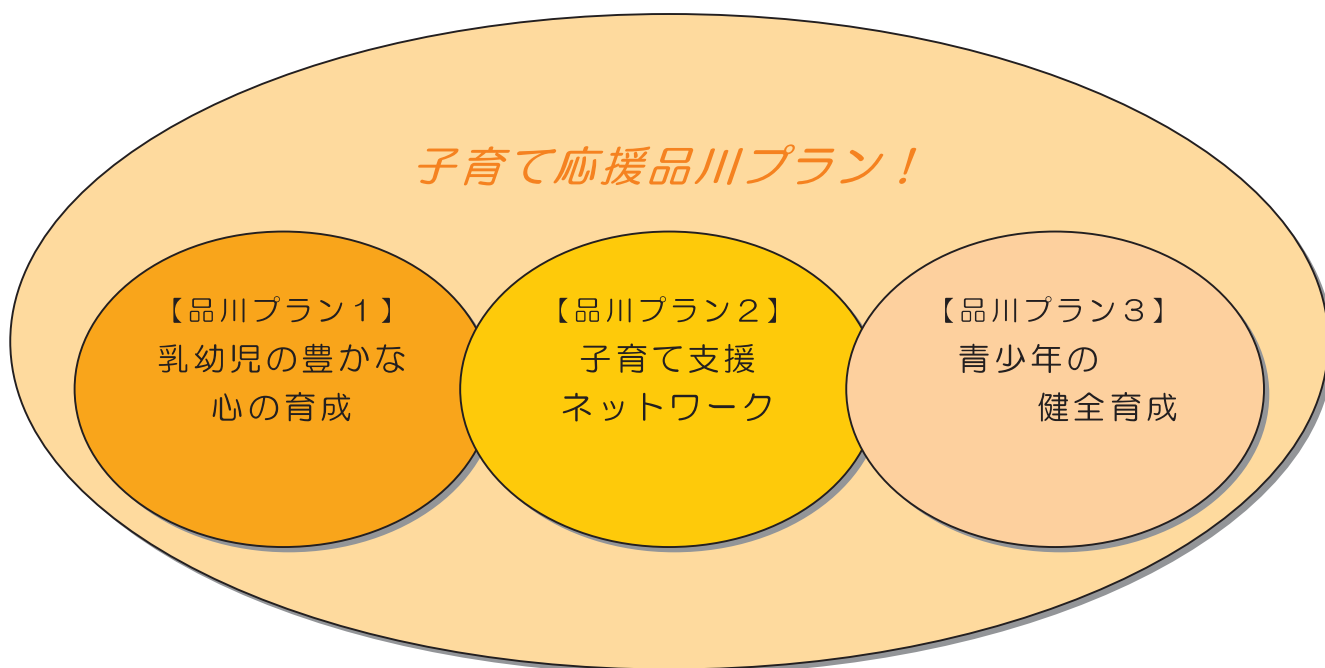 子育て応援品川プラン！
【品川プラン１】
乳幼児の豊かな
心の育成
【品川プラン２】
子育て支援
ネットワーク
【品川プラン３】
青少年の
健全育成